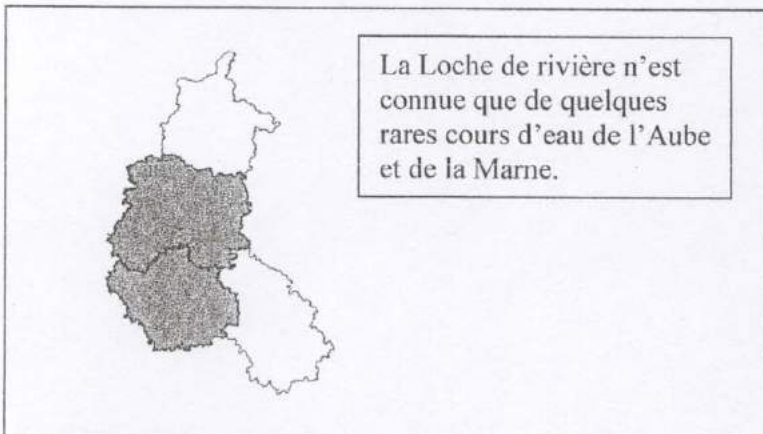 La Loche de rivière n'est
connue que de quelques
rares cours d'eau de l'Aube
et de la Marne.